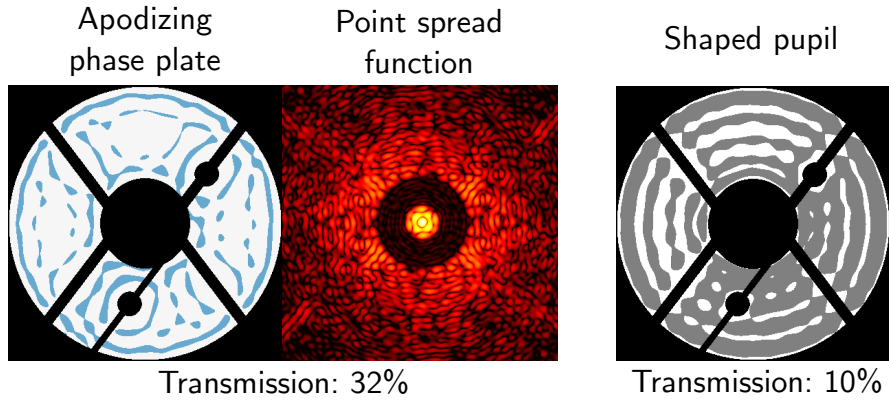 Apodizing
phase plate
Point spread
function
Shaped pupil
Transmission: 32%
Transmission: 10%